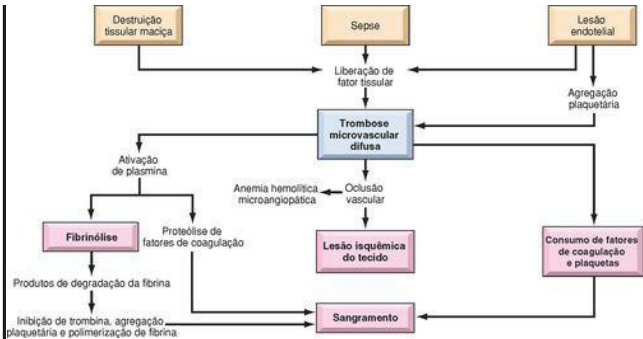 Destruição
tissular maciça
Sepse
Lesão
endotelial
Liberação de
fator tissular
Agregação
plaquetária
Trombose
microvascular
difusa
Ativação
de plasmina
Anemia hemolítica
microangiopática
Oclusão
vascular
Fibrinólise
Proteólise de
fatores de coagulação
Lesão isquêmica
do tecido
Consumo de fatores
de coagulação
e plaquetas
Produtos de degradação da fibrina
Inibição de trombina, agregação
plaquetária e polimerização de fibrina
Sangramento